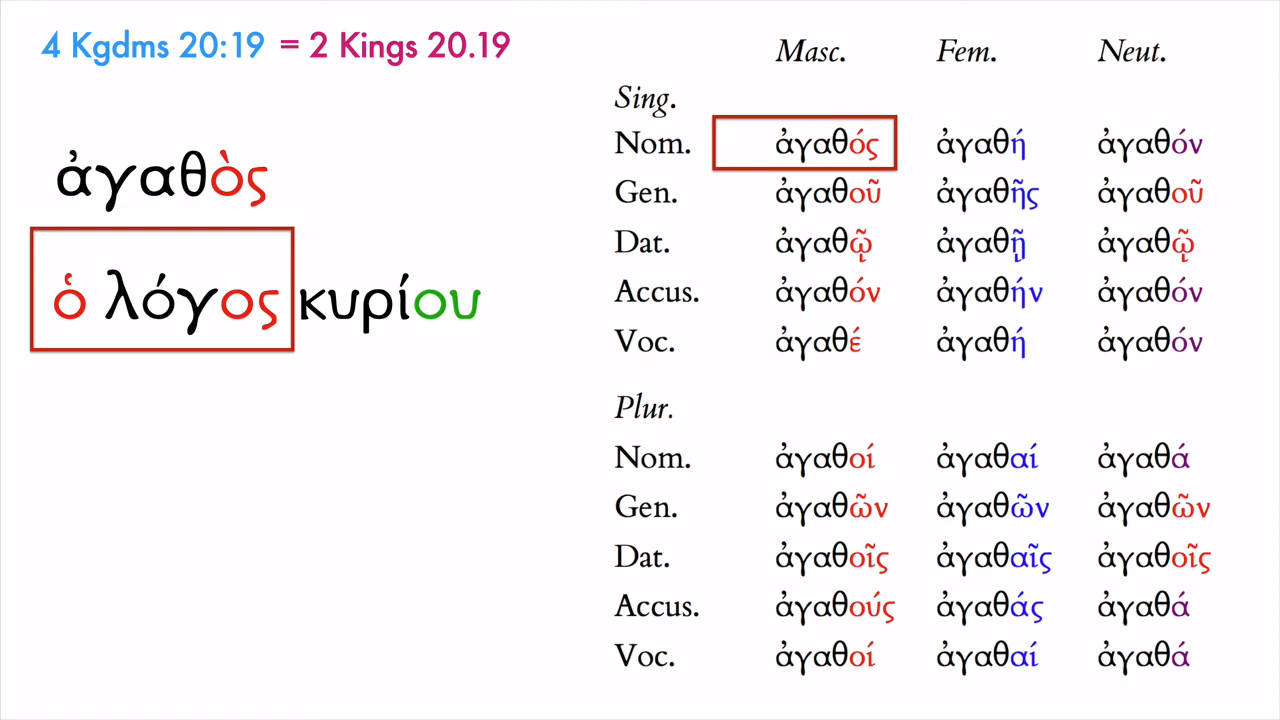 4 Kgdms 20:19 = 2 Kings 20.19
ἀγαθὸς
ὁ λόγος κυρίου
Masc. Fem. Neut.
Sing.
Nom. ἀγαθός ἀγαθή ἀγαθόν
Gen. ἀγαθοῦ ἀγαθῆς ἀγαθοῦ
Dat. ἀγαθῷ ἀγαθῇ ἀγαθῷ
Accus. ἀγαθόν ἀγαθήν ἀγαθόν
Voc. ἀγαθέ ἀγαθή ἀγαθόν
Plur.
Nom. ἀγαθοί ἀγαθαί ἀγαθά
Gen. ἀγαθῶν ἀγαθῶν ἀγαθῶν
Dat. ἀγαθοῖς ἀγαθαῖς ἀγαθοῖς
Accus. ἀγαθούς ἀγαθάς ἀγαθά
Voc. ἀγαθοί ἀγαθαί ἀγαθά